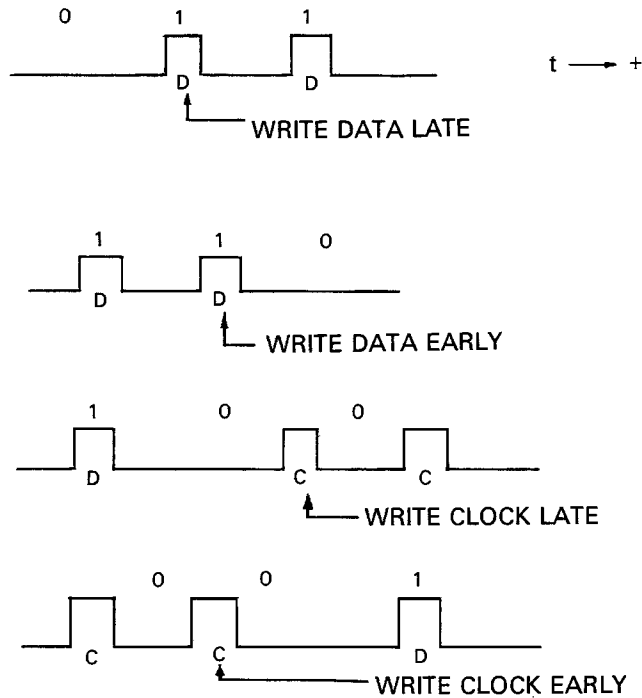 0 1 1
t → +
D D
WRITE DATA LATE
1 1 0
D D
WRITE DATA EARLY
1 0 0
D C C
WRITE CLOCK LATE
0 0 1
C C D
WRITE CLOCK EARLY